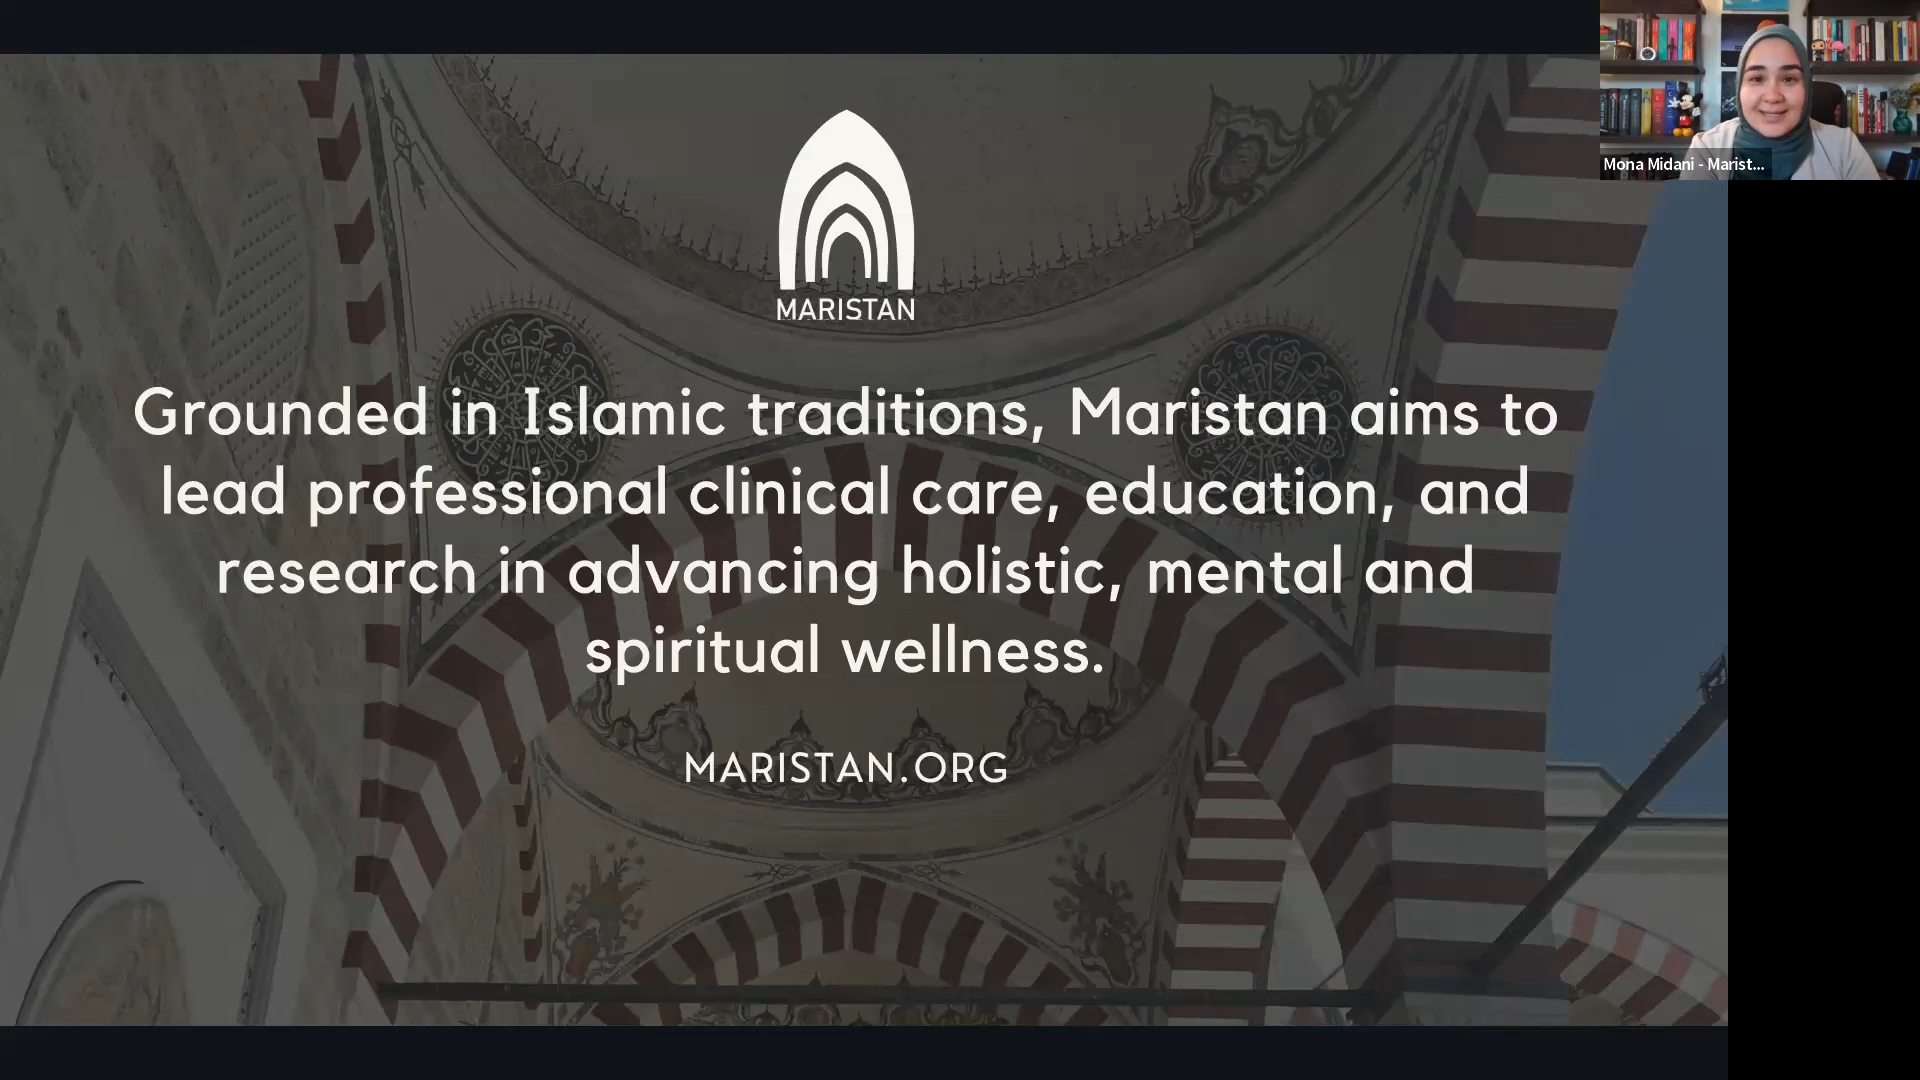 MARISTAN
Grounded in Islamic traditions, Maristan aims to
lead professional clinical care, education, and
research in advancing holistic, mental and
spiritual wellness.
MARISTAN.ORG
Mona Midani - Marist...